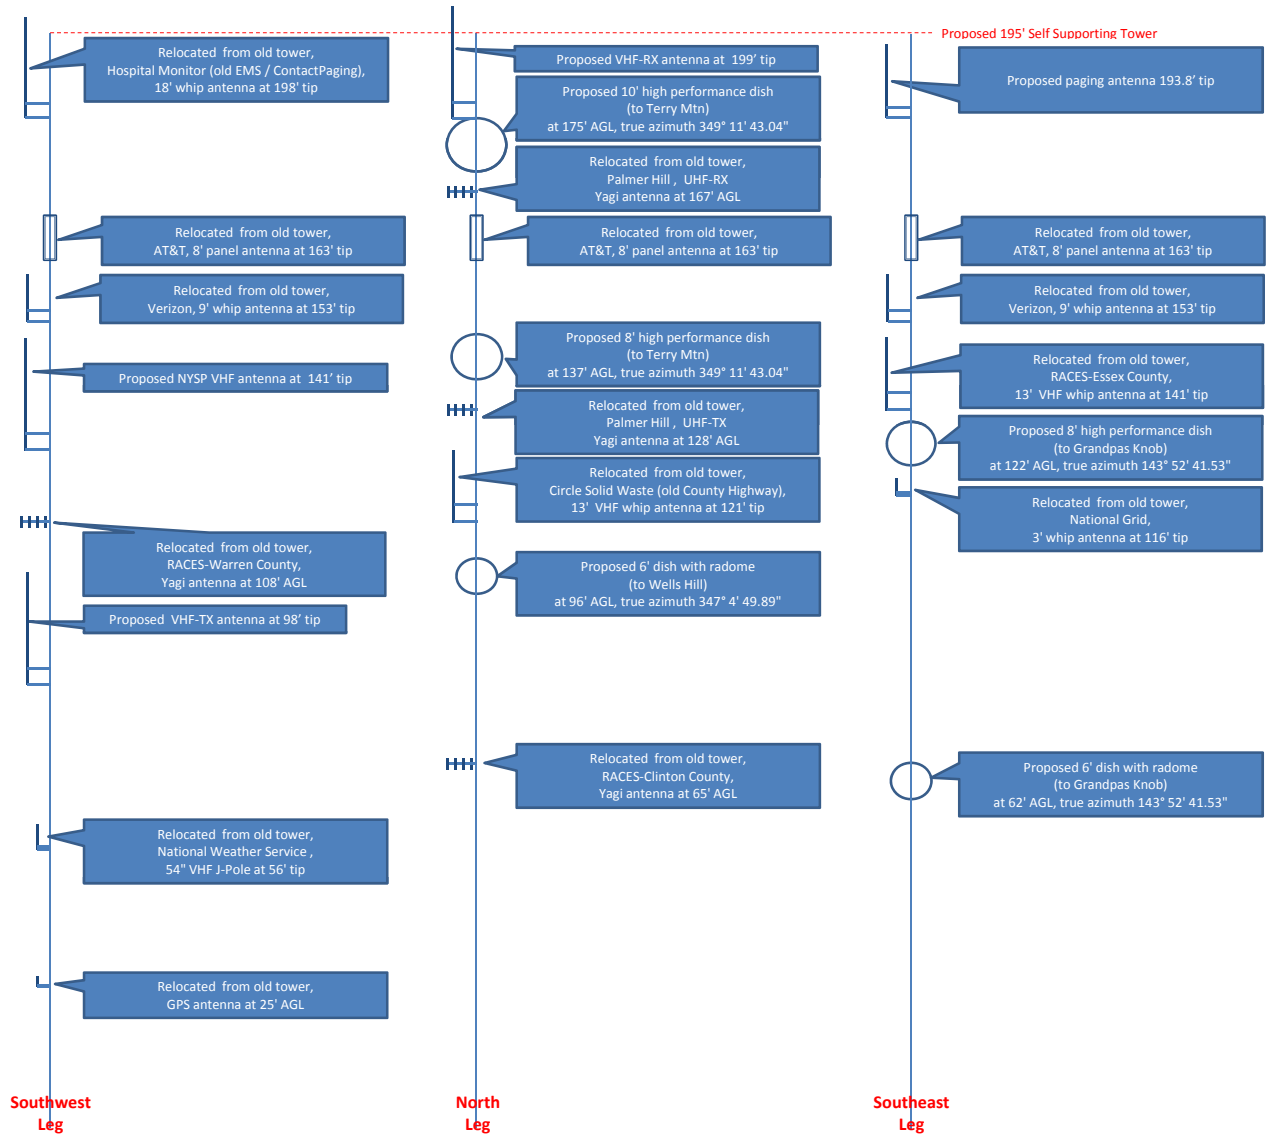 Proposed 195' Self Supporting Tower
Relocated from old tower,
Hospital Monitor (old EMS / ContactPaging),
18' whip antenna at 198' tip
Relocated from old tower,
AT&T, 8' panel antenna at 163' tip
Relocated from old tower,
Verizon, 9' whip antenna at 153' tip
Proposed NYSP VHF antenna at 141’ tip
Relocated from old tower,
RACES-Warren County,
Yagi antenna at 108' AGL
Proposed VHF-TX antenna at 98’ tip
Relocated from old tower,
National Weather Service ,
54" VHF J-Pole at 56' tip
Relocated from old tower,
GPS antenna at 25' AGL
Southwest
Leg
Proposed VHF-RX antenna at 199’ tip
Proposed 10' high performance dish
(to Terry Mtn)
at 175' AGL, true azimuth 349° 11' 43.04"
Relocated from old tower,
Palmer Hill , UHF-RX
Yagi antenna at 167' AGL
Relocated from old tower,
AT&T, 8' panel antenna at 163' tip
Proposed 8' high performance dish
(to Terry Mtn)
at 137' AGL, true azimuth 349° 11' 43.04"
Relocated from old tower,
Palmer Hill , UHF-TX
Yagi antenna at 128' AGL
Relocated from old tower,
Circle Solid Waste (old County Highway),
13' VHF whip antenna at 121' tip
Proposed 6' dish with radome
(to Wells Hill)
at 96' AGL, true azimuth 347° 4' 49.89"
Relocated from old tower,
RACES-Clinton County,
Yagi antenna at 65' AGL
North
Leg
Proposed paging antenna 193.8’ tip
Relocated from old tower,
AT&T, 8' panel antenna at 163' tip
Relocated from old tower,
Verizon, 9' whip antenna at 153' tip
Relocated from old tower,
RACES-Essex County,
13' VHF whip antenna at 141' tip
Proposed 8' high performance dish
(to Grandpas Knob)
at 122' AGL, true azimuth 143° 52' 41.53"
Relocated from old tower,
National Grid,
3' whip antenna at 116' tip
Proposed 6' dish with radome
(to Grandpas Knob)
at 62' AGL, true azimuth 143° 52' 41.53"
Southeast
Leg